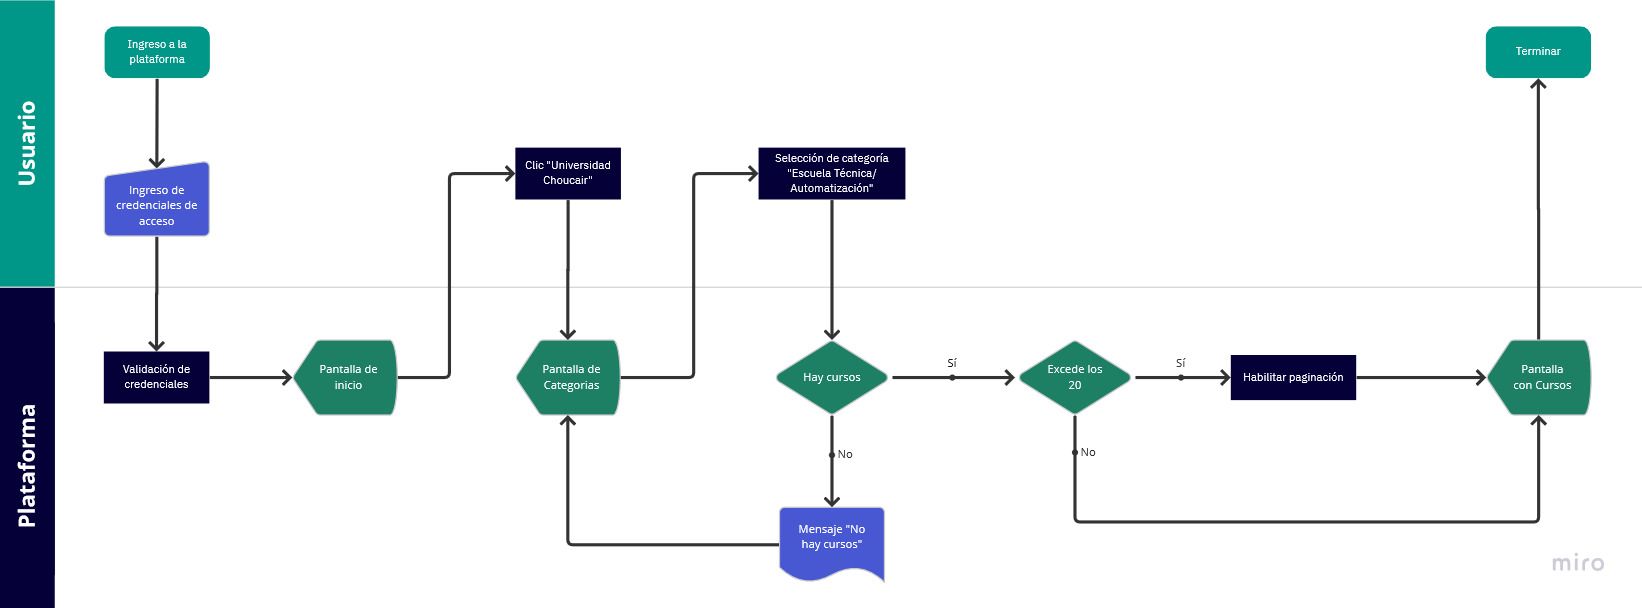 Usuario
Ingreso a la
plataforma
Terminar
Ingreso de
credenciales de
acceso
Clic "Universidad
Choucair"
Selección de categoría
"Escuela Técnica/
Automatización"
Plataforma
Validación de
credenciales
Pantalla de
inicio
Pantalla de
Categorias
Hay cursos
Sí
Excede los
20
Sí
Habilitar paginación
Pantalla
con Cursos
No
No
Mensaje "No
hay cursos"
miro